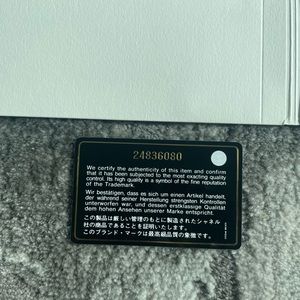 24836080
We certify the authenticity of this item and confirm
that it has been subjected to the most exacting quality
control. Its high quality is a symbol of the fine reputation
of the Trademark.
Wir bestätigen, dass es sich um einen Artikel handelt,
der während seiner Herstellung strengsten Kontrollen
unterworfen war, und dessen erstklassige Qualität
dem hohen Ansehen unserer Marke entspricht.
この製品は厳しい管理のもとに製造されたシャネル
社の商品であることを証明いたします。
このブランド・マークは最高級品質の象徴です。